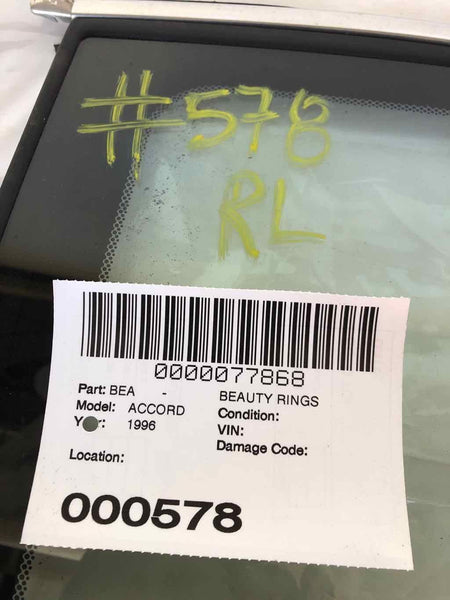 #578
RL
0000077868
Part: BEA - BEAUTY RINGS
Model: ACCORD Condition:
Y r: 1996 VIN:
Damage Code:
Location:
000578